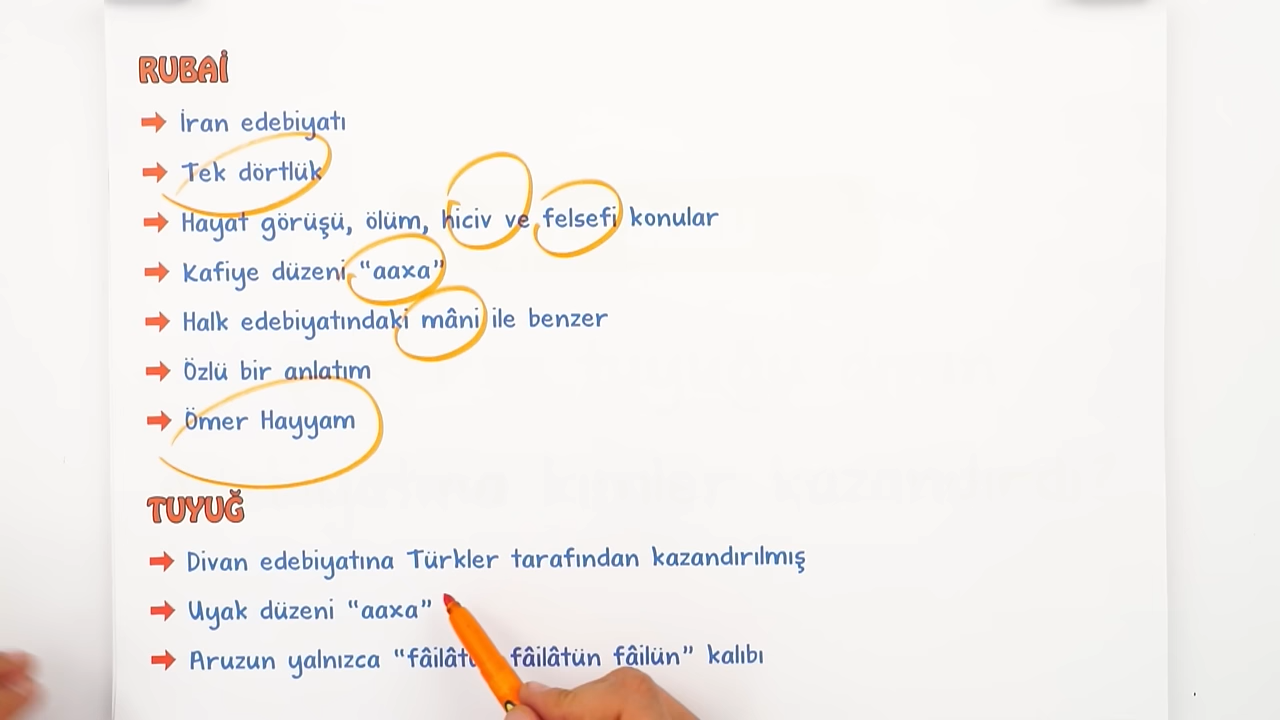 RUBAİ
İran edebiyatı
Tek dörtlük
Hayat görüşü, ölüm, hiciv ve felsefi konular
Kafiye düzeni “aaxa”
Halk edebiyatındaki mâni ile benzer
Özlü bir anlatım
Ömer Hayyam
TUYUĞ
Divan edebiyatına Türkler tarafından kazandırılmış
Uyak düzeni “aaxa”
Aruzun yalnızca “fâilâtün fâilâtün fâilün” kalıbı